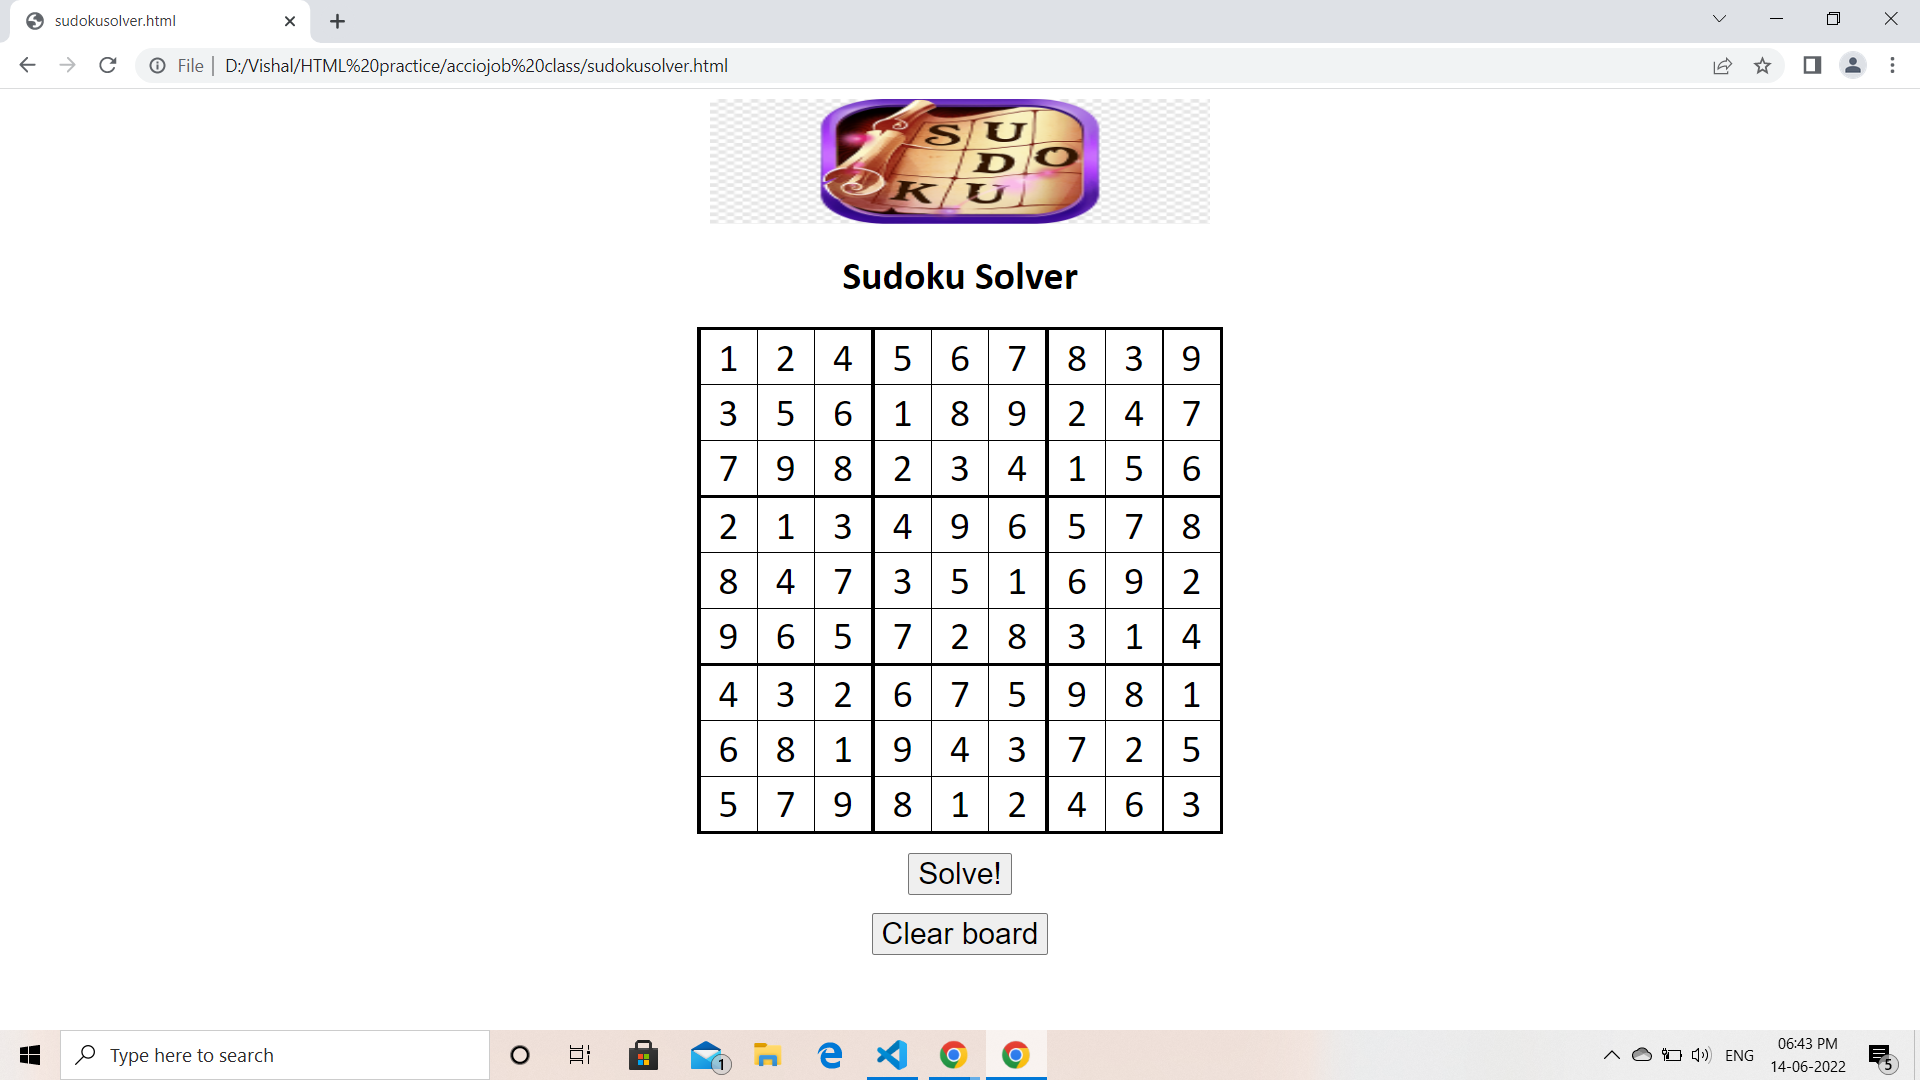 sudokusolver.html
File | D:/Vishal/HTML%20practice/acciojob%20class/sudokusolver.html
SU
DO
KU
Sudoku Solver
1 2 4 5 6 7 8 3 9
3 5 6 1 8 9 2 4 7
7 9 8 2 3 4 1 5 6
2 1 3 4 9 6 5 7 8
8 4 7 3 5 1 6 9 2
9 6 5 7 2 8 3 1 4
4 3 2 6 7 5 9 8 1
6 8 1 9 4 3 7 2 5
5 7 9 8 1 2 4 6 3
Solve!
Clear board
Type here to search
1
ENG
06:43 PM
14-06-2022
5